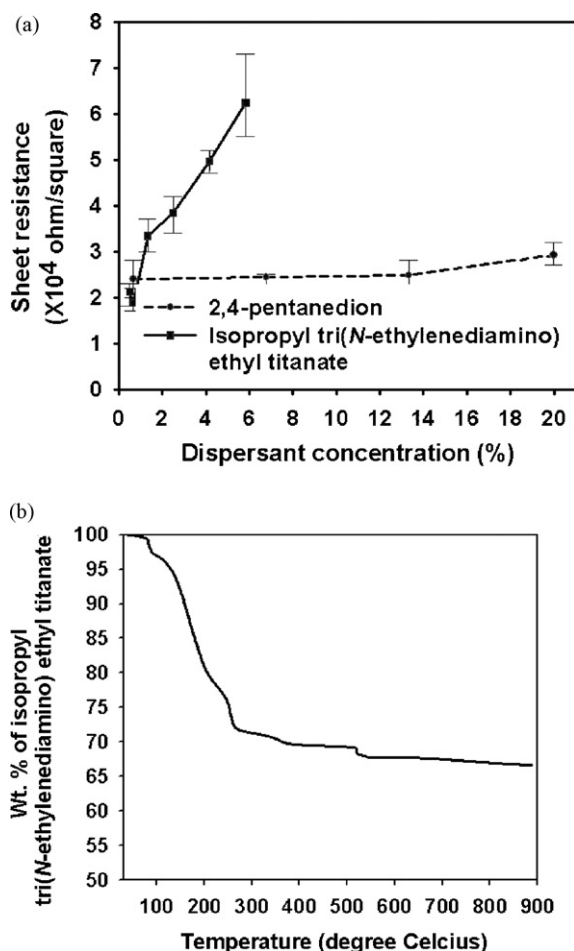 (a)
8
7
6
5
4
3
2
1
0
Sheet resistance
(X10⁴ ohm/square)
2,4-pentanedion
Isopropyl tri(N-ethylenediamino)
ethyl titanate
0 2 4 6 8 10 12 14 16 18 20
Dispersant concentration (%)
(b)
100
95
90
85
80
75
70
65
60
55
50
Wt. % of isopropyl
tri(N-ethylenediamino) ethyl titanate
100 200 300 400 500 600 700 800 900
Temperature (degree Celcius)